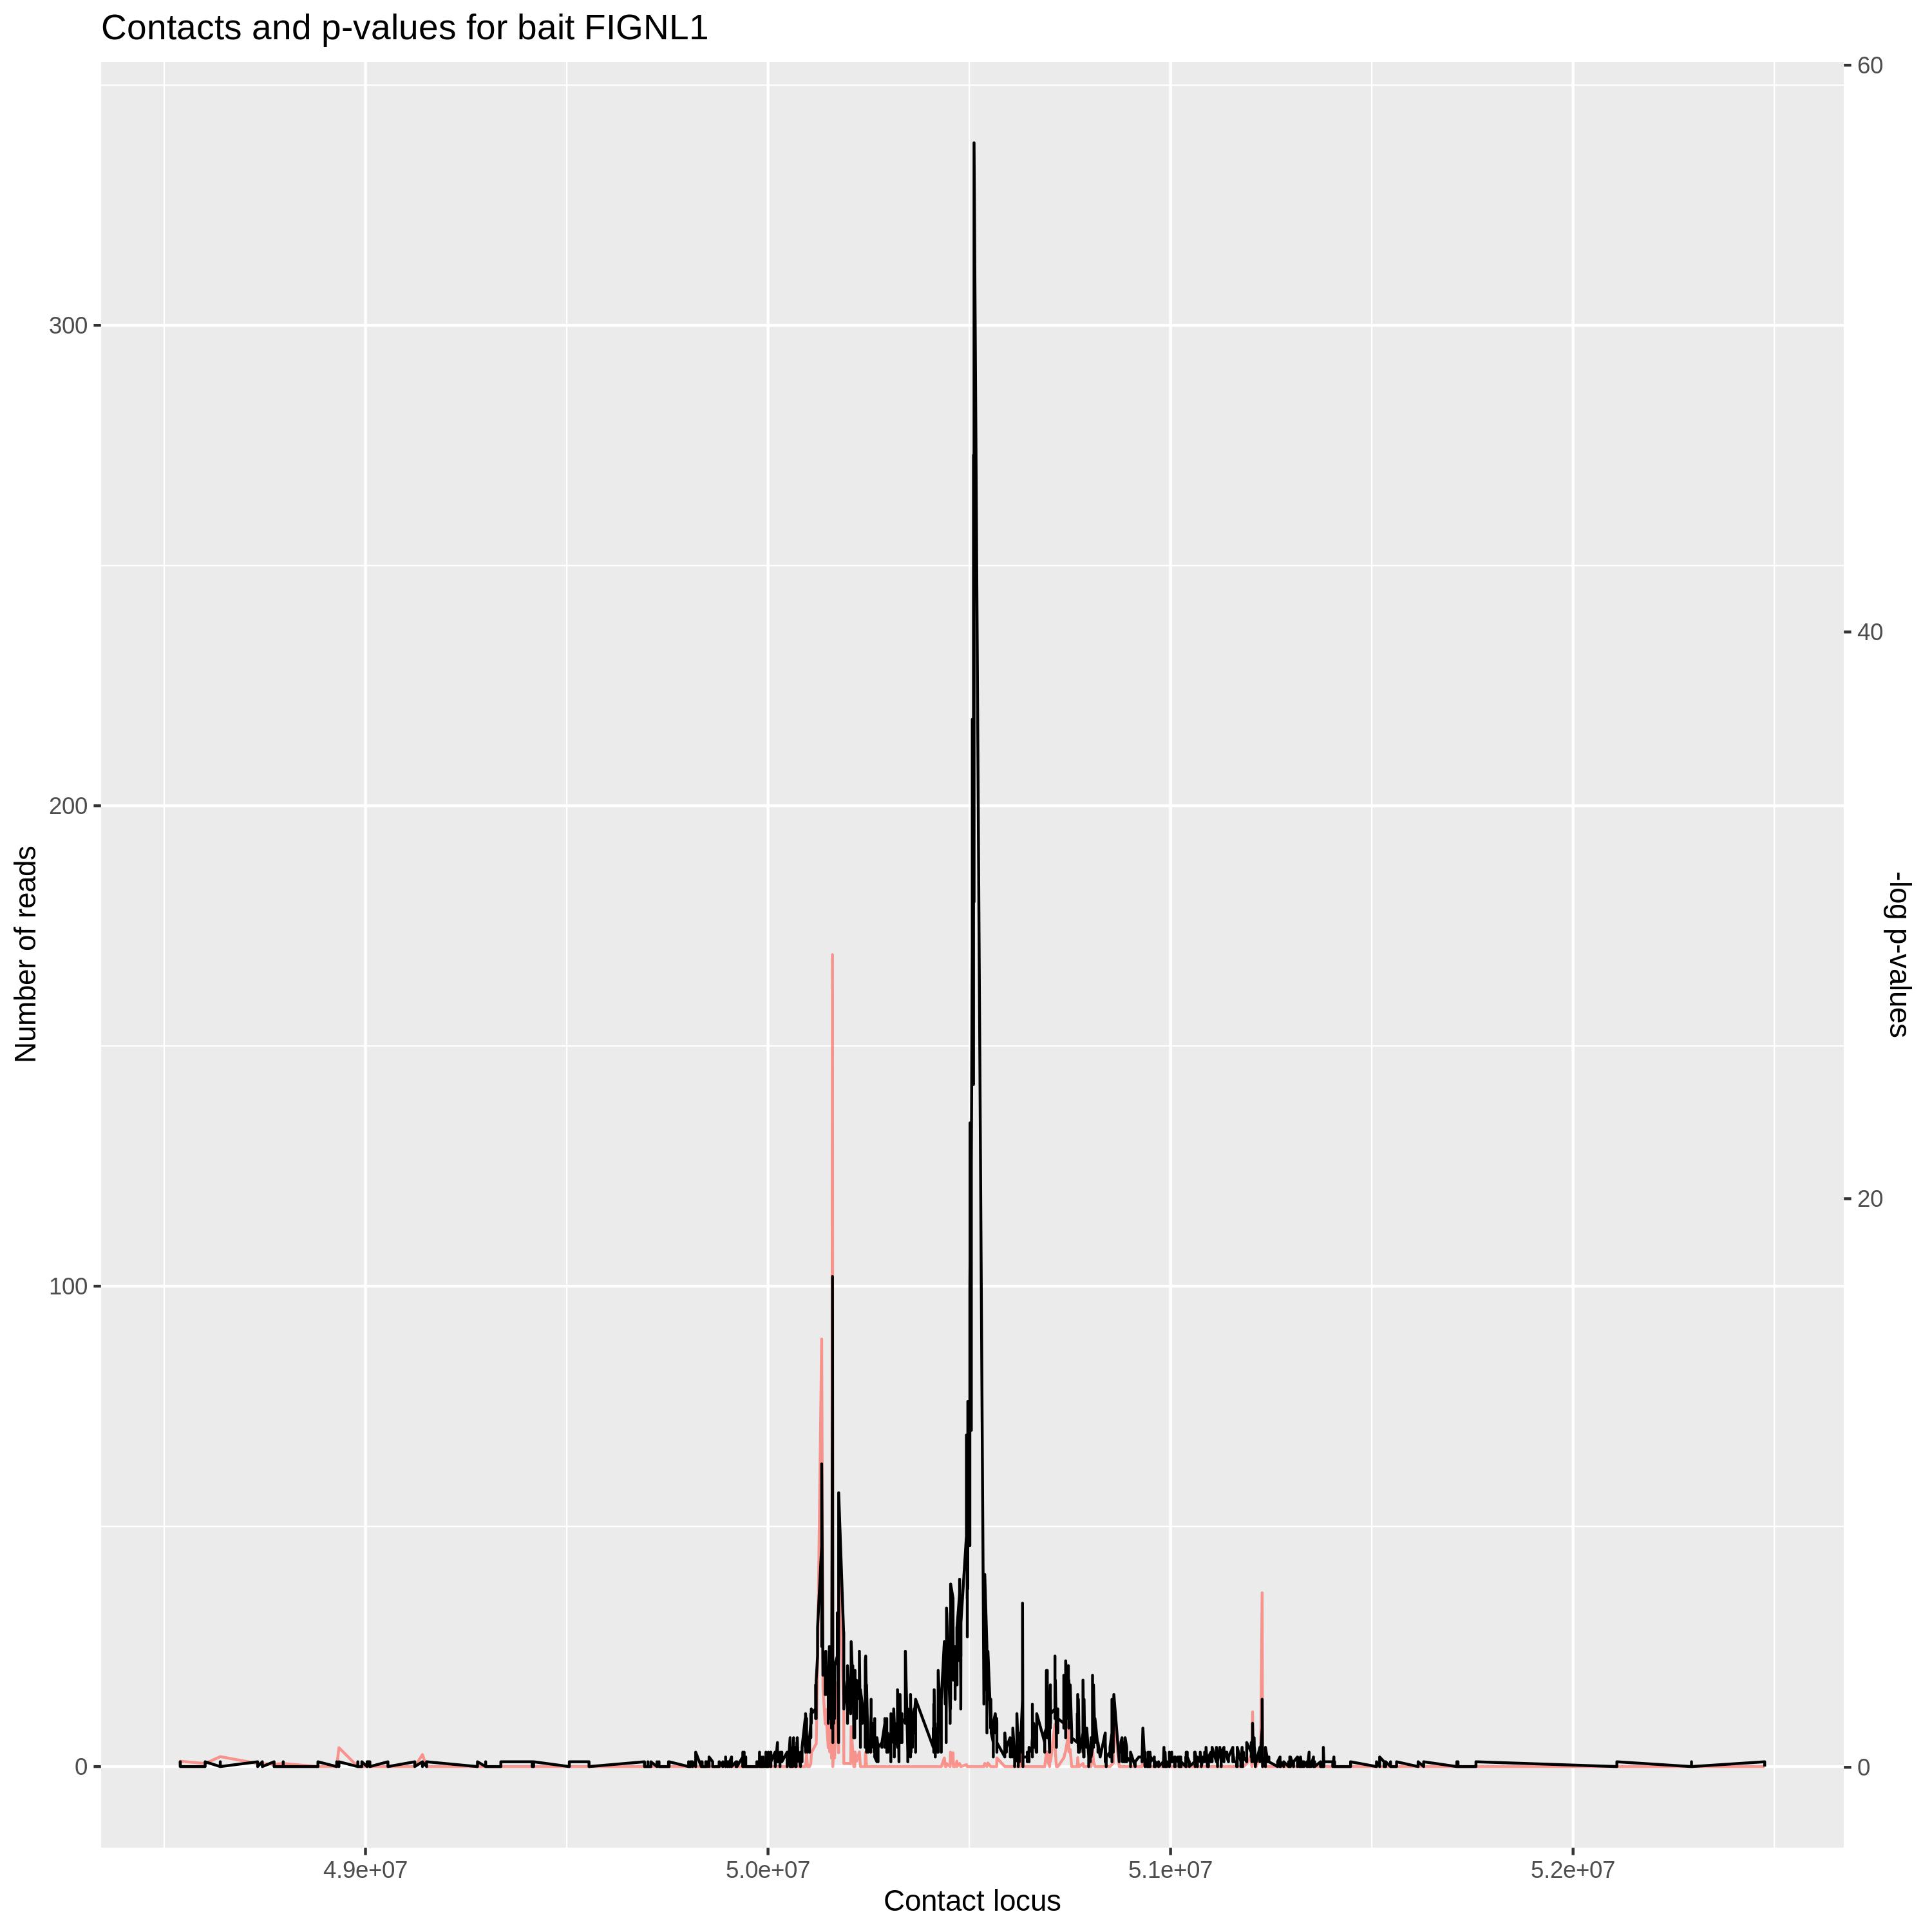 Contacts and p-values for bait FIGNL1
60
300
40
200
Number of reads
-log p-values
20
100
0
0
4.9e+07
5.0e+07
5.1e+07
5.2e+07
Contact locus